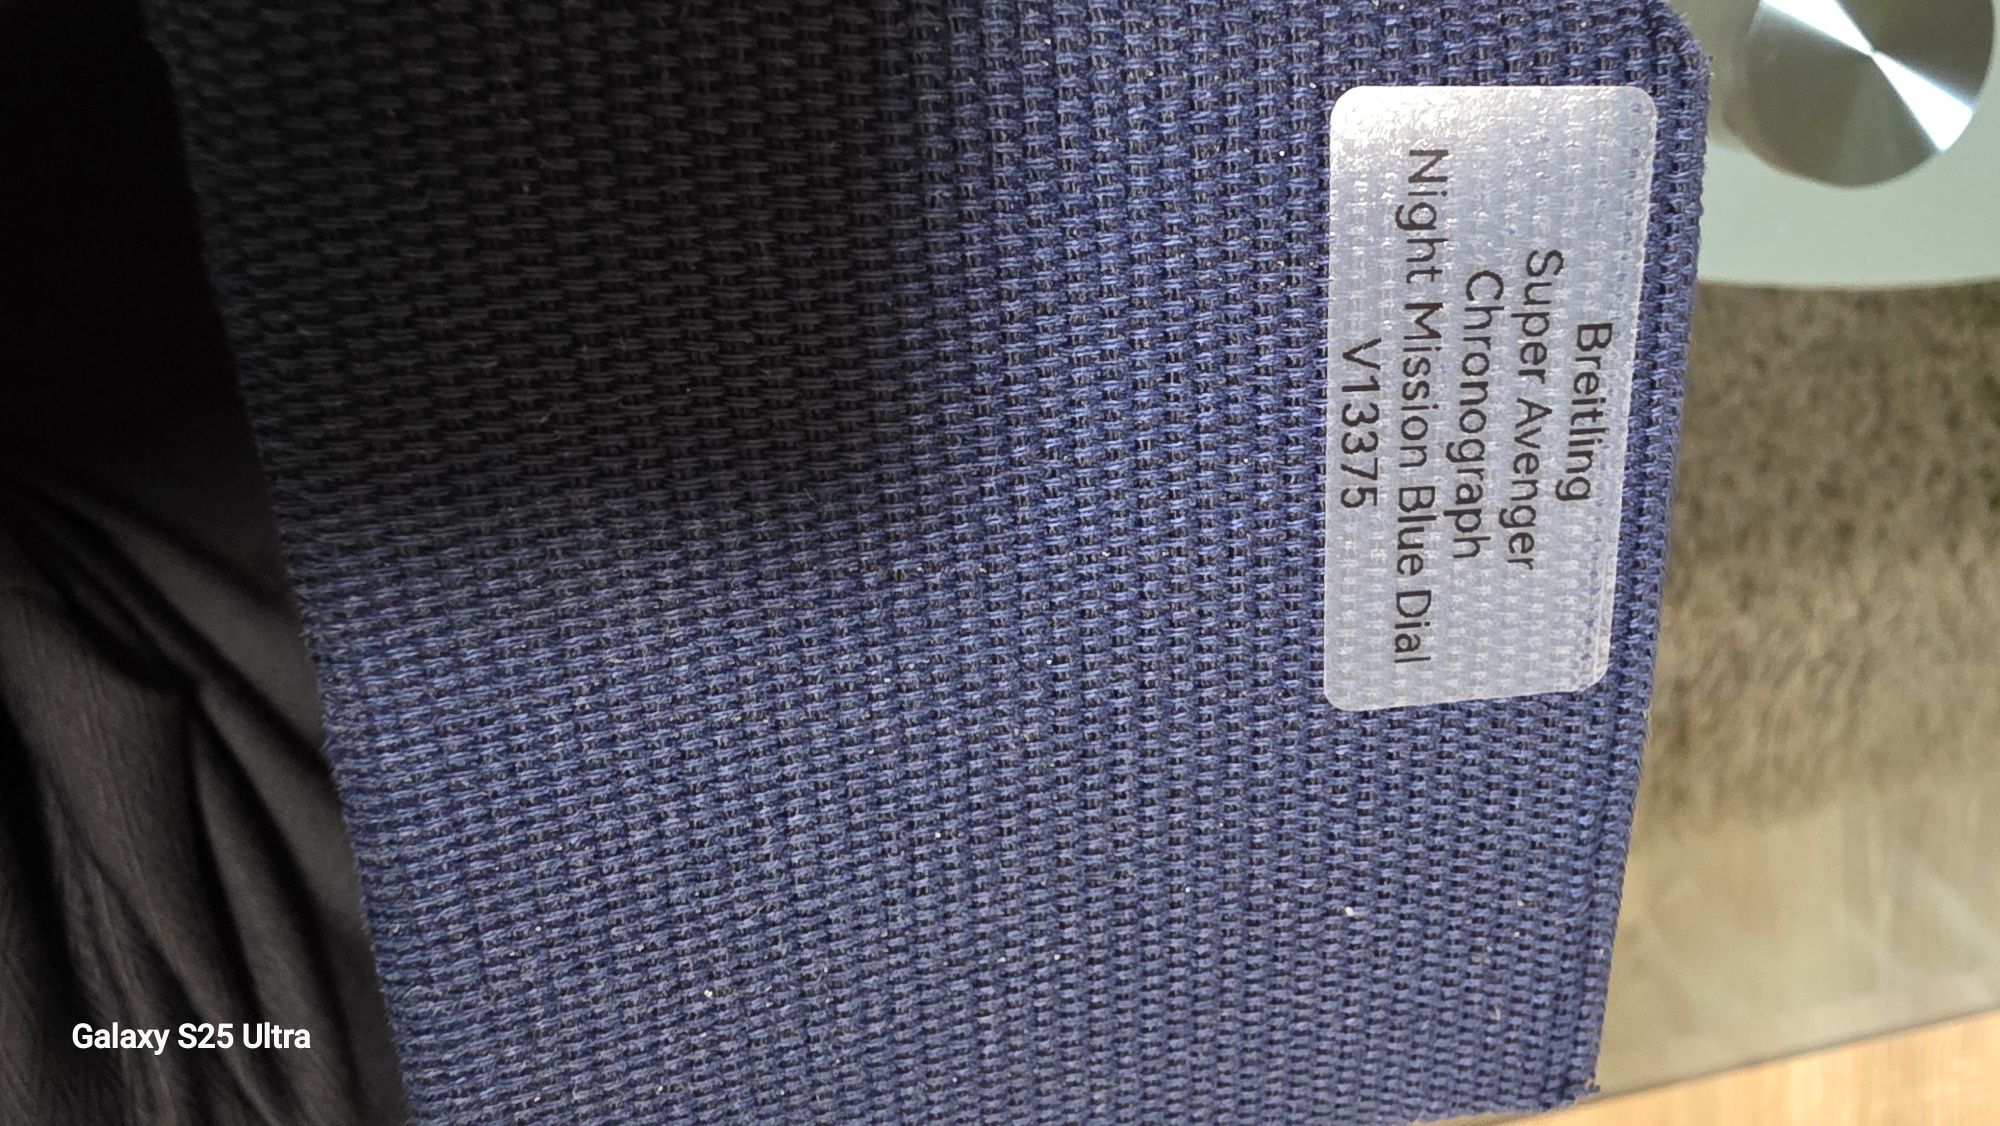 Breitling
Super Avenger
Chronograph
Night Mission Blue Dial
V13375
Galaxy S25 Ultra